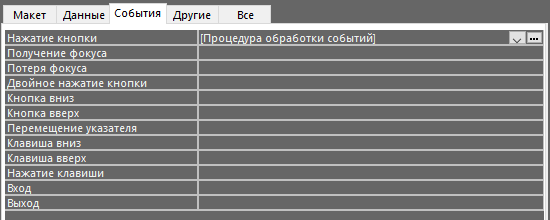 Макет Данные События Другие Все
Нажатие кнопки [Процедура обработки событий]
Получение фокуса
Потеря фокуса
Двойное нажатие кнопки
Кнопка вниз
Кнопка вверх
Перемещение указателя
Клавиша вниз
Клавиша вверх
Нажатие клавиши
Вход
Выход